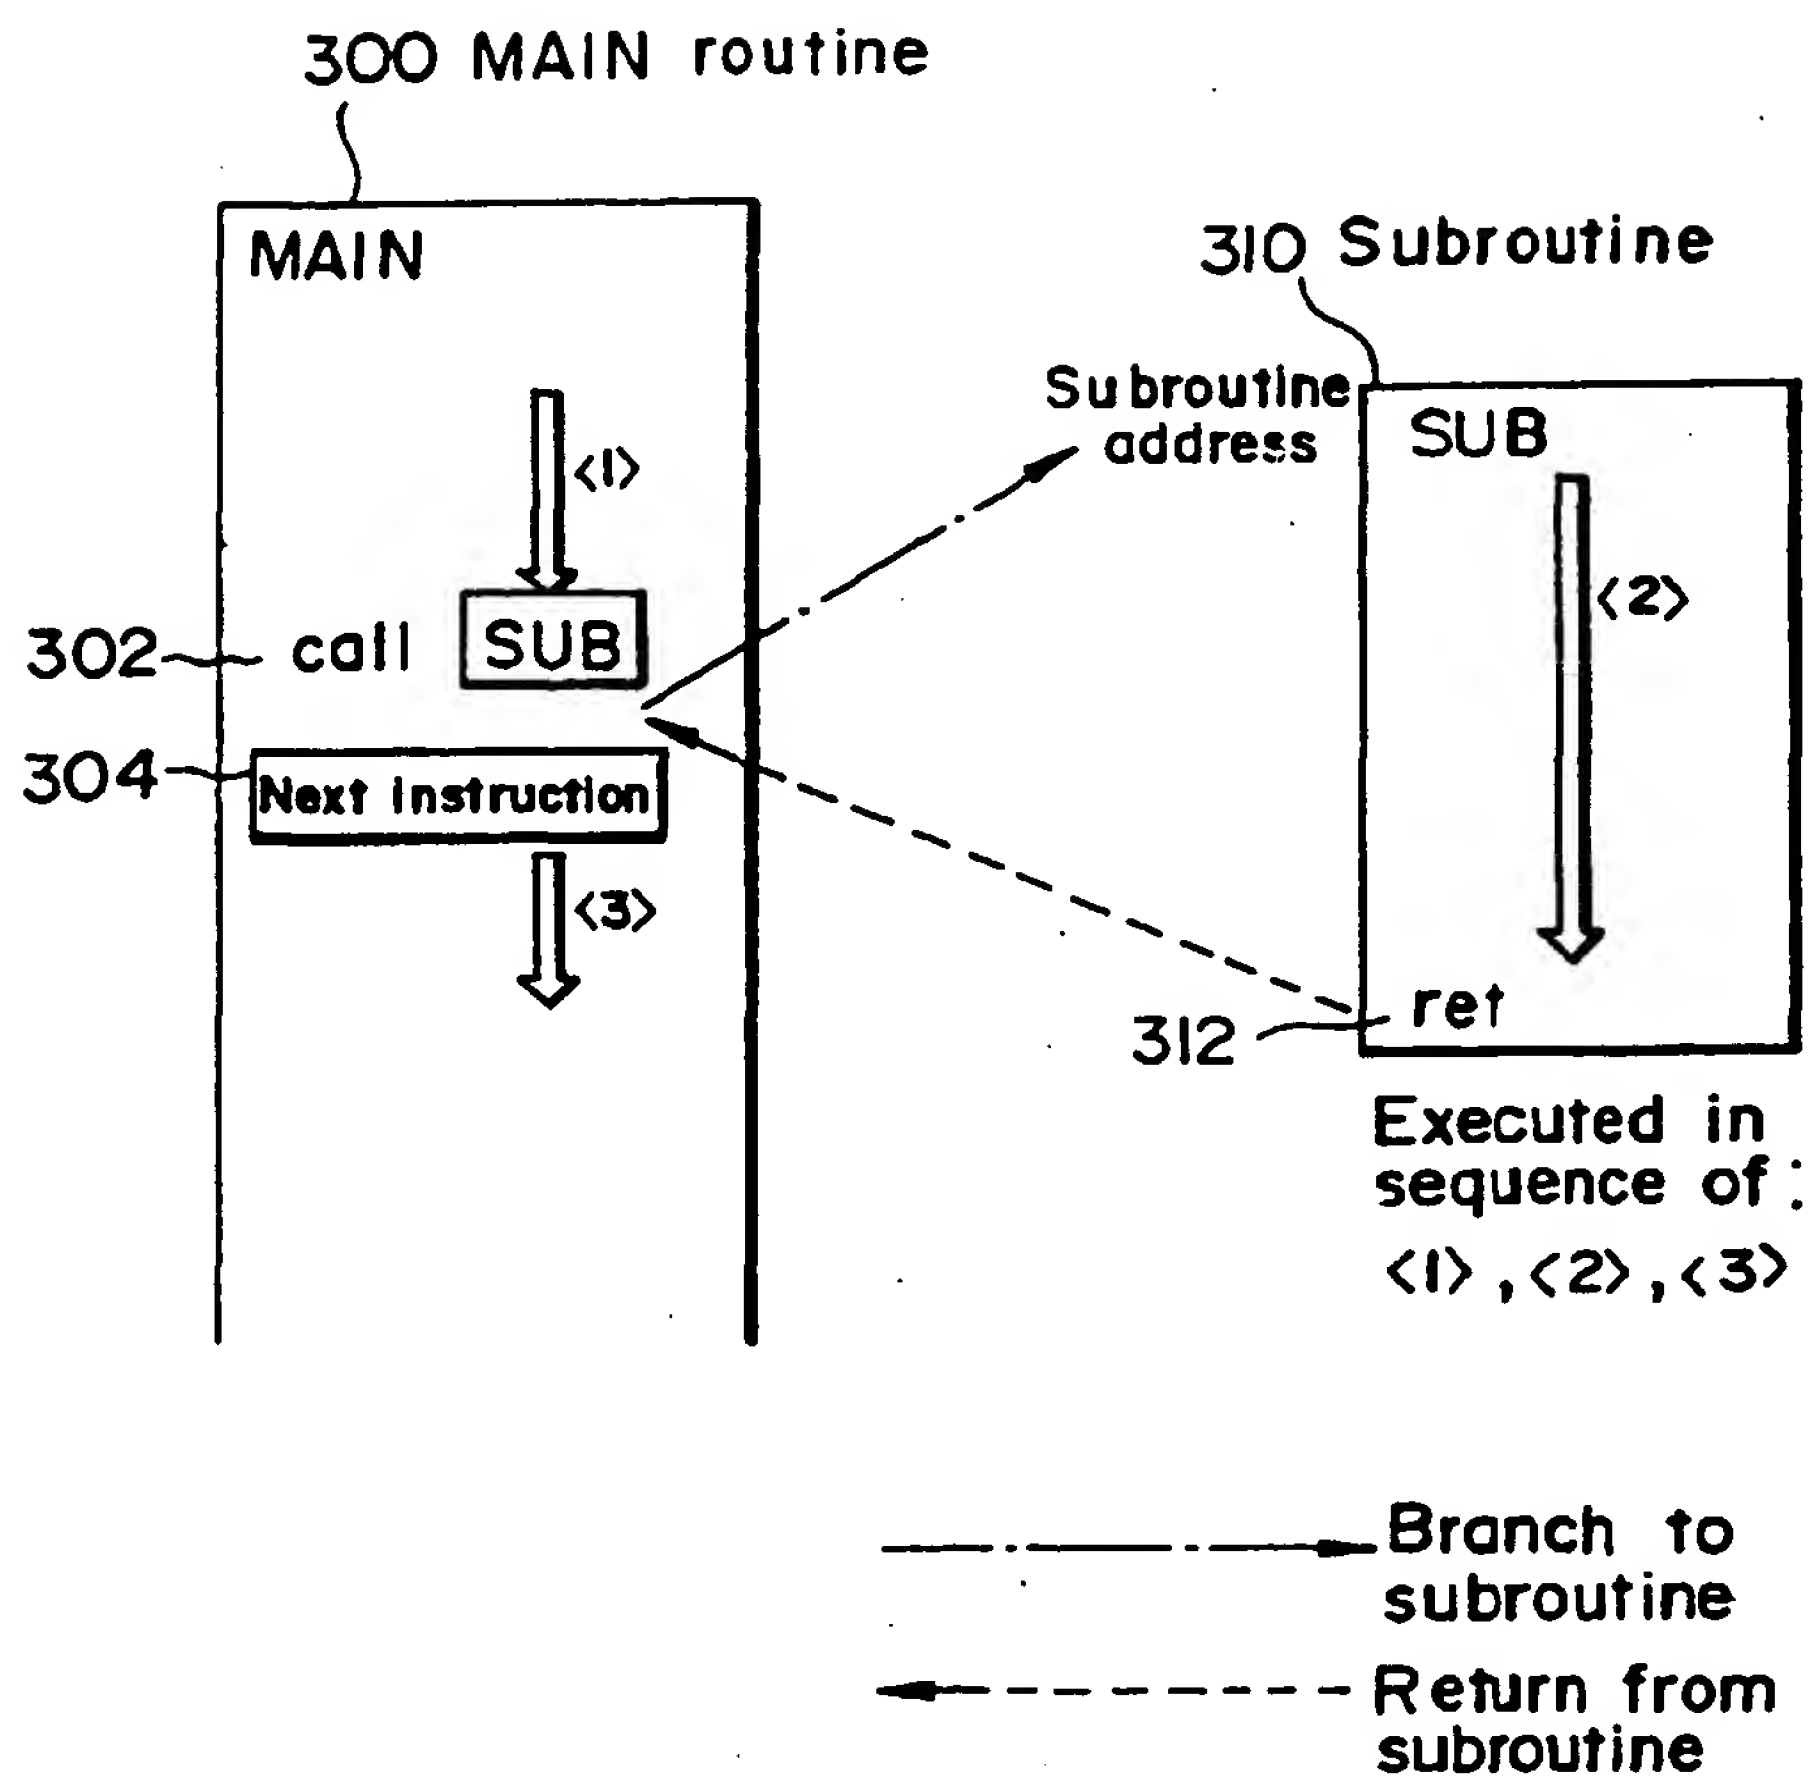 300 MAIN routine
MAIN
310 Subroutine
Subroutine
address
SUB
<1>
<2>
302 call SUB
304 Next instruction
<3>
312 ret
Executed in
sequence of :
<1>, <2>, <3>
Branch to
subroutine
Return from
subroutine